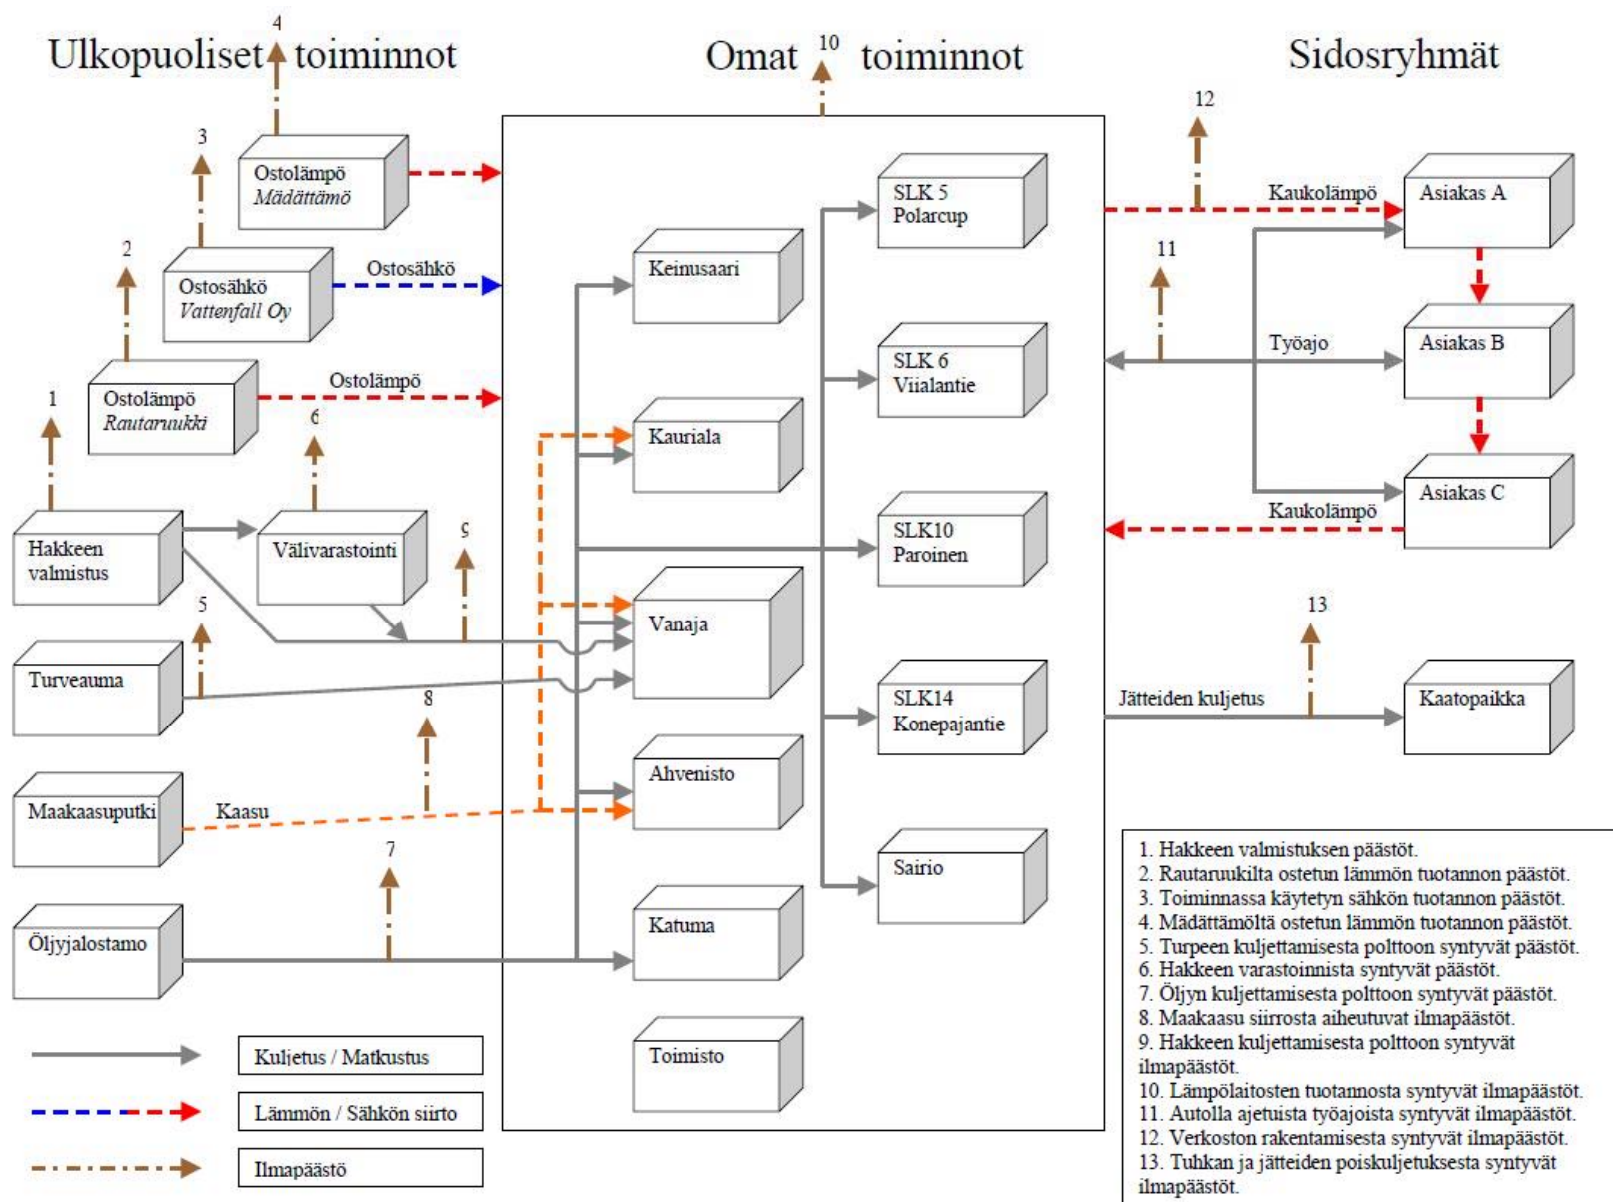 Ulkopuoliset toiminnot
Omat toiminnot
Sidosryhmät
4
10
12
3
Ostolämpö
Mädättämö
SLK 5
Polarcup
Kaukolämpö
Asiakas A
2
11
Ostosähkö
Vattenfall Oy
Ostosähkö
Keinusaari
1
Ostolämpö
Rautaruukki
Ostolämpö
6
SLK 6
Viialantie
Työajo
Asiakas B
Kauriala
Asiakas C
Kaukolämpö
9
Hakkeen
valmistus
Välivarastointi
SLK10
Paroinen
5
13
Vanaja
Turveauma
8
SLK14
Konepajantie
Jätteiden kuljetus
Kaatopaikka
Ahvenisto
Maakaasuputki
Kaasu
7
Sairio
Öljyjalostamo
Katuma
Toimisto
Kuljetus / Matkustus
Lämmön / Sähkön siirto
Ilmapäästö
1. Hakkeen valmistuksen päästöt.
2. Rautaruukilta ostetun lämmön tuotannon päästöt.
3. Toiminnassa käytetyn sähkön tuotannon päästöt.
4. Mädättämöltä ostetun lämmön tuotannon päästöt.
5. Turpeen kuljettamisesta polttoon syntyvät päästöt.
6. Hakkeen varastoinnista syntyvät päästöt.
7. Öljyn kuljettamisesta polttoon syntyvät päästöt.
8. Maakaasu siirrosta aiheutuvat ilmapäästöt.
9. Hakkeen kuljettamisesta polttoon syntyvät
ilmapäästöt.
10. Lämpölaitosten tuotannosta syntyvät ilmapäästöt.
11. Autolla ajetuista työajoista syntyvät ilmapäästöt.
12. Verkoston rakentamisesta syntyvät ilmapäästöt.
13. Tuhkan ja jätteiden poiskuljetuksesta syntyvät
ilmapäästöt.